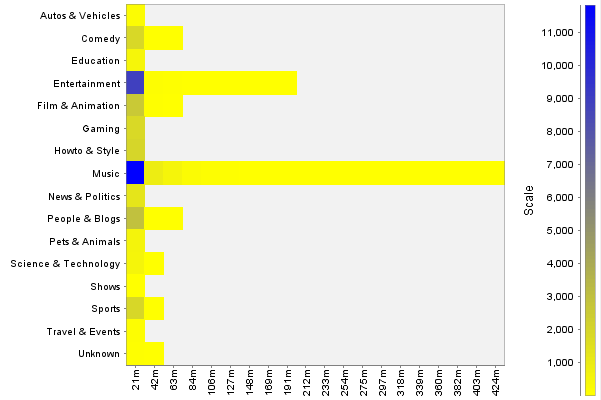 Autos & Vehicles
Comedy
Education
Entertainment
Film & Animation
Gaming
Howto & Style
Music
News & Politics
People & Blogs
Pets & Animals
Science & Technology
Shows
Sports
Travel & Events
Unknown
21m
42m
63m
84m
106m
127m
148m
169m
191m
212m
233m
254m
275m
297m
318m
339m
360m
382m
403m
424m
Scale
11,000
10,000
9,000
8,000
7,000
6,000
5,000
4,000
3,000
2,000
1,000